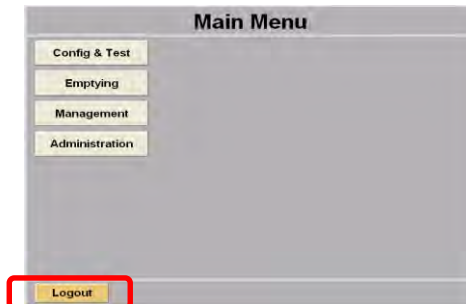 Main Menu
Config & Test
Emptying
Management
Administration
Logout